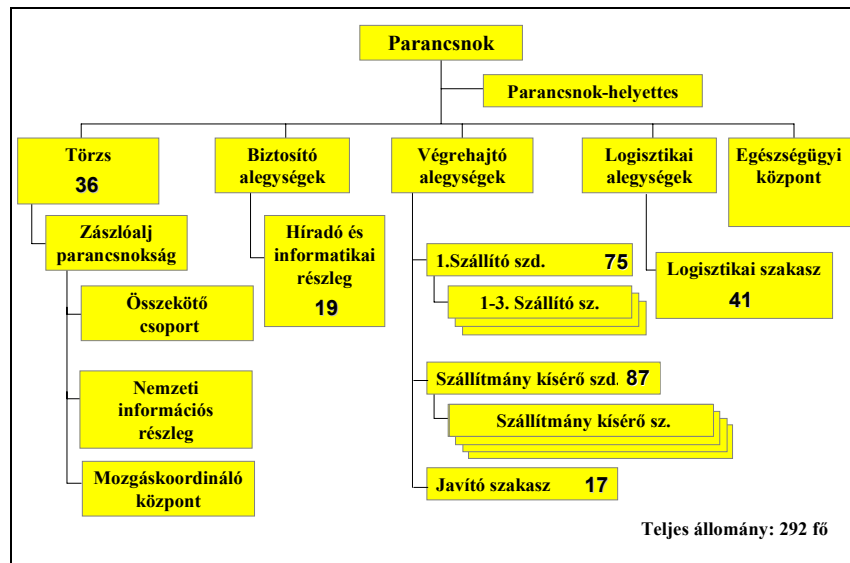 Parancsnok
Parancsnok-helyettes
Törzs
36
Biztosító
alegységek
Végrehajtó
alegységek
Logisztikai
alegységek
Egészségügyi
központ
Zászlóalj
parancsnokság
Összekötő
csoport
Nemzeti
információs
részleg
Mozgáskoordináló
központ
Híradó és
informatikai
részleg
19
1.Szállító szd. 75
1-3. Szállító sz.
Szállítmány kísérő szd. 87
Szállítmány kísérő sz.
Javító szakasz 17
Logisztikai szakasz
41
Teljes állomány: 292 fő